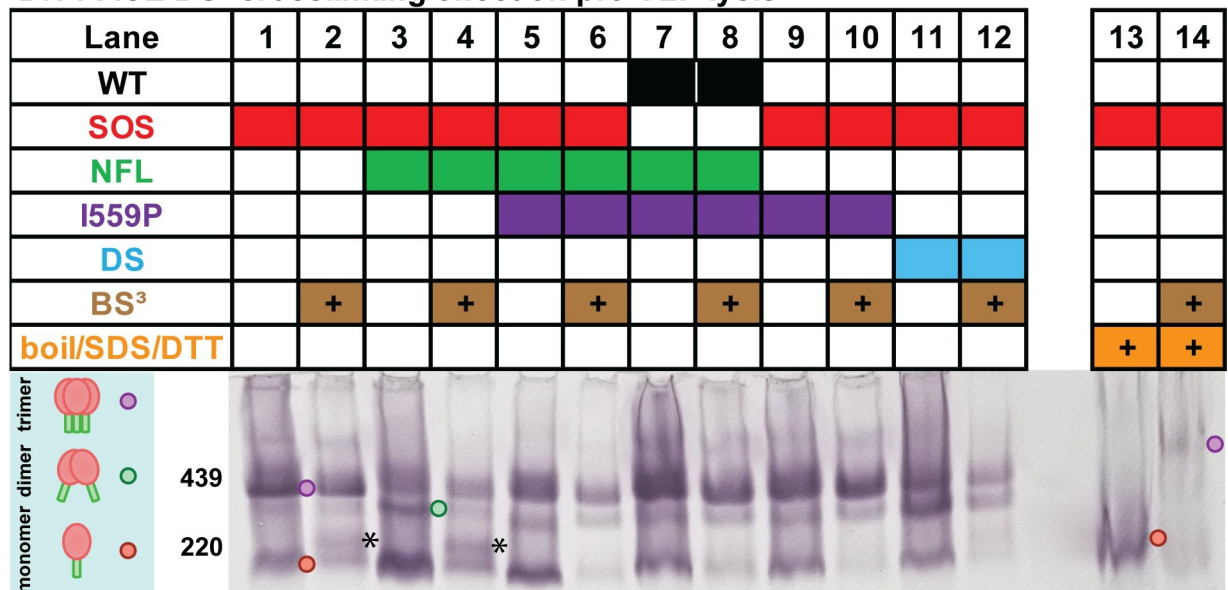 Lane 1 2 3 4 5 6 7 8 9 10 11 12 13 14
WT
SOS
NFL
I559P
DS
BS³ + + + + + + +
boil/SDS/DTT + +
trimer
dimer
monomer
439
220
* *